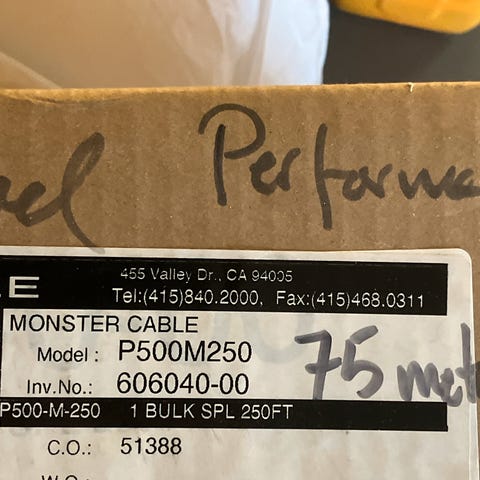 Performa
E
455 Valley Dr., CA 94005
Tel:(415)840.2000, Fax:(415)468.0311
MONSTER CABLE
Model : P500M250
75 met
Inv.No.: 606040-00
P500-M-250 1 BULK SPL 250FT
C.O.: 51388